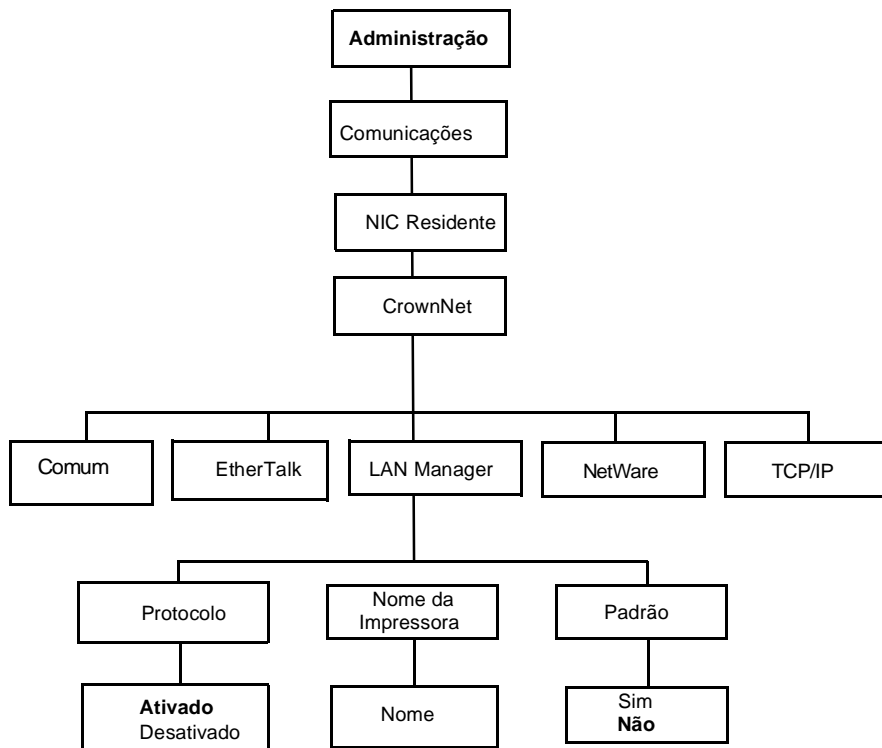 Administração
Comunicações
NIC Residente
CrownNet
Comum
EtherTalk
LAN Manager
NetWare
TCP/IP
Protocolo
Nome da
Impressora
Padrão
Ativado
Desativado
Nome
Sim
Não